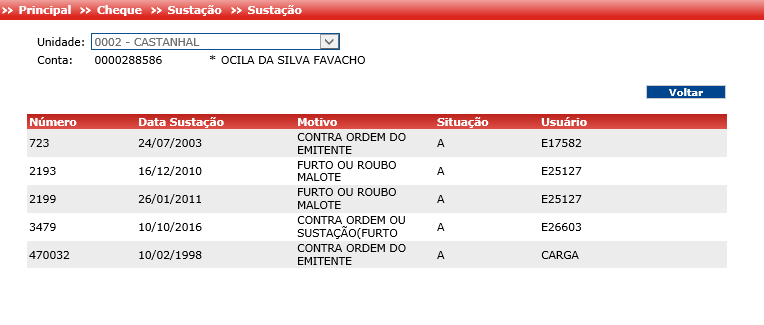 >> Principal >> Cheque >> Sustação >> Sustação
Unidade: 0002 - CASTANHAL
Conta: 0000288586 * OCILA DA SILVA FAVACHO
Voltar
Número Data Sustação Motivo Situação Usuário
723 24/07/2003 CONTRA ORDEM DO EMITENTE A E17582
2193 16/12/2010 FURTO OU ROUBO MALOTE A E25127
2199 26/01/2011 FURTO OU ROUBO MALOTE A E25127
3479 10/10/2016 CONTRA ORDEM OU SUSTAÇÃO(FURTO A E26603
470032 10/02/1998 CONTRA ORDEM DO EMITENTE A CARGA